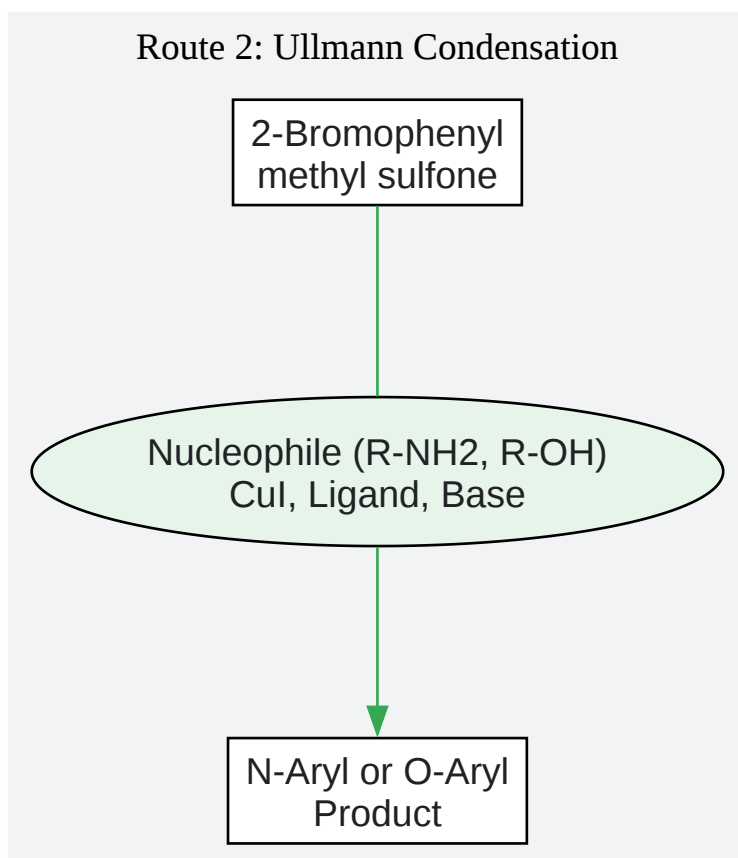 Route 2: Ullmann Condensation
2-Bromophenyl
methyl sulfone
Nucleophile (R-NH2, R-OH)
CuI, Ligand, Base
N-Aryl or O-Aryl
Product